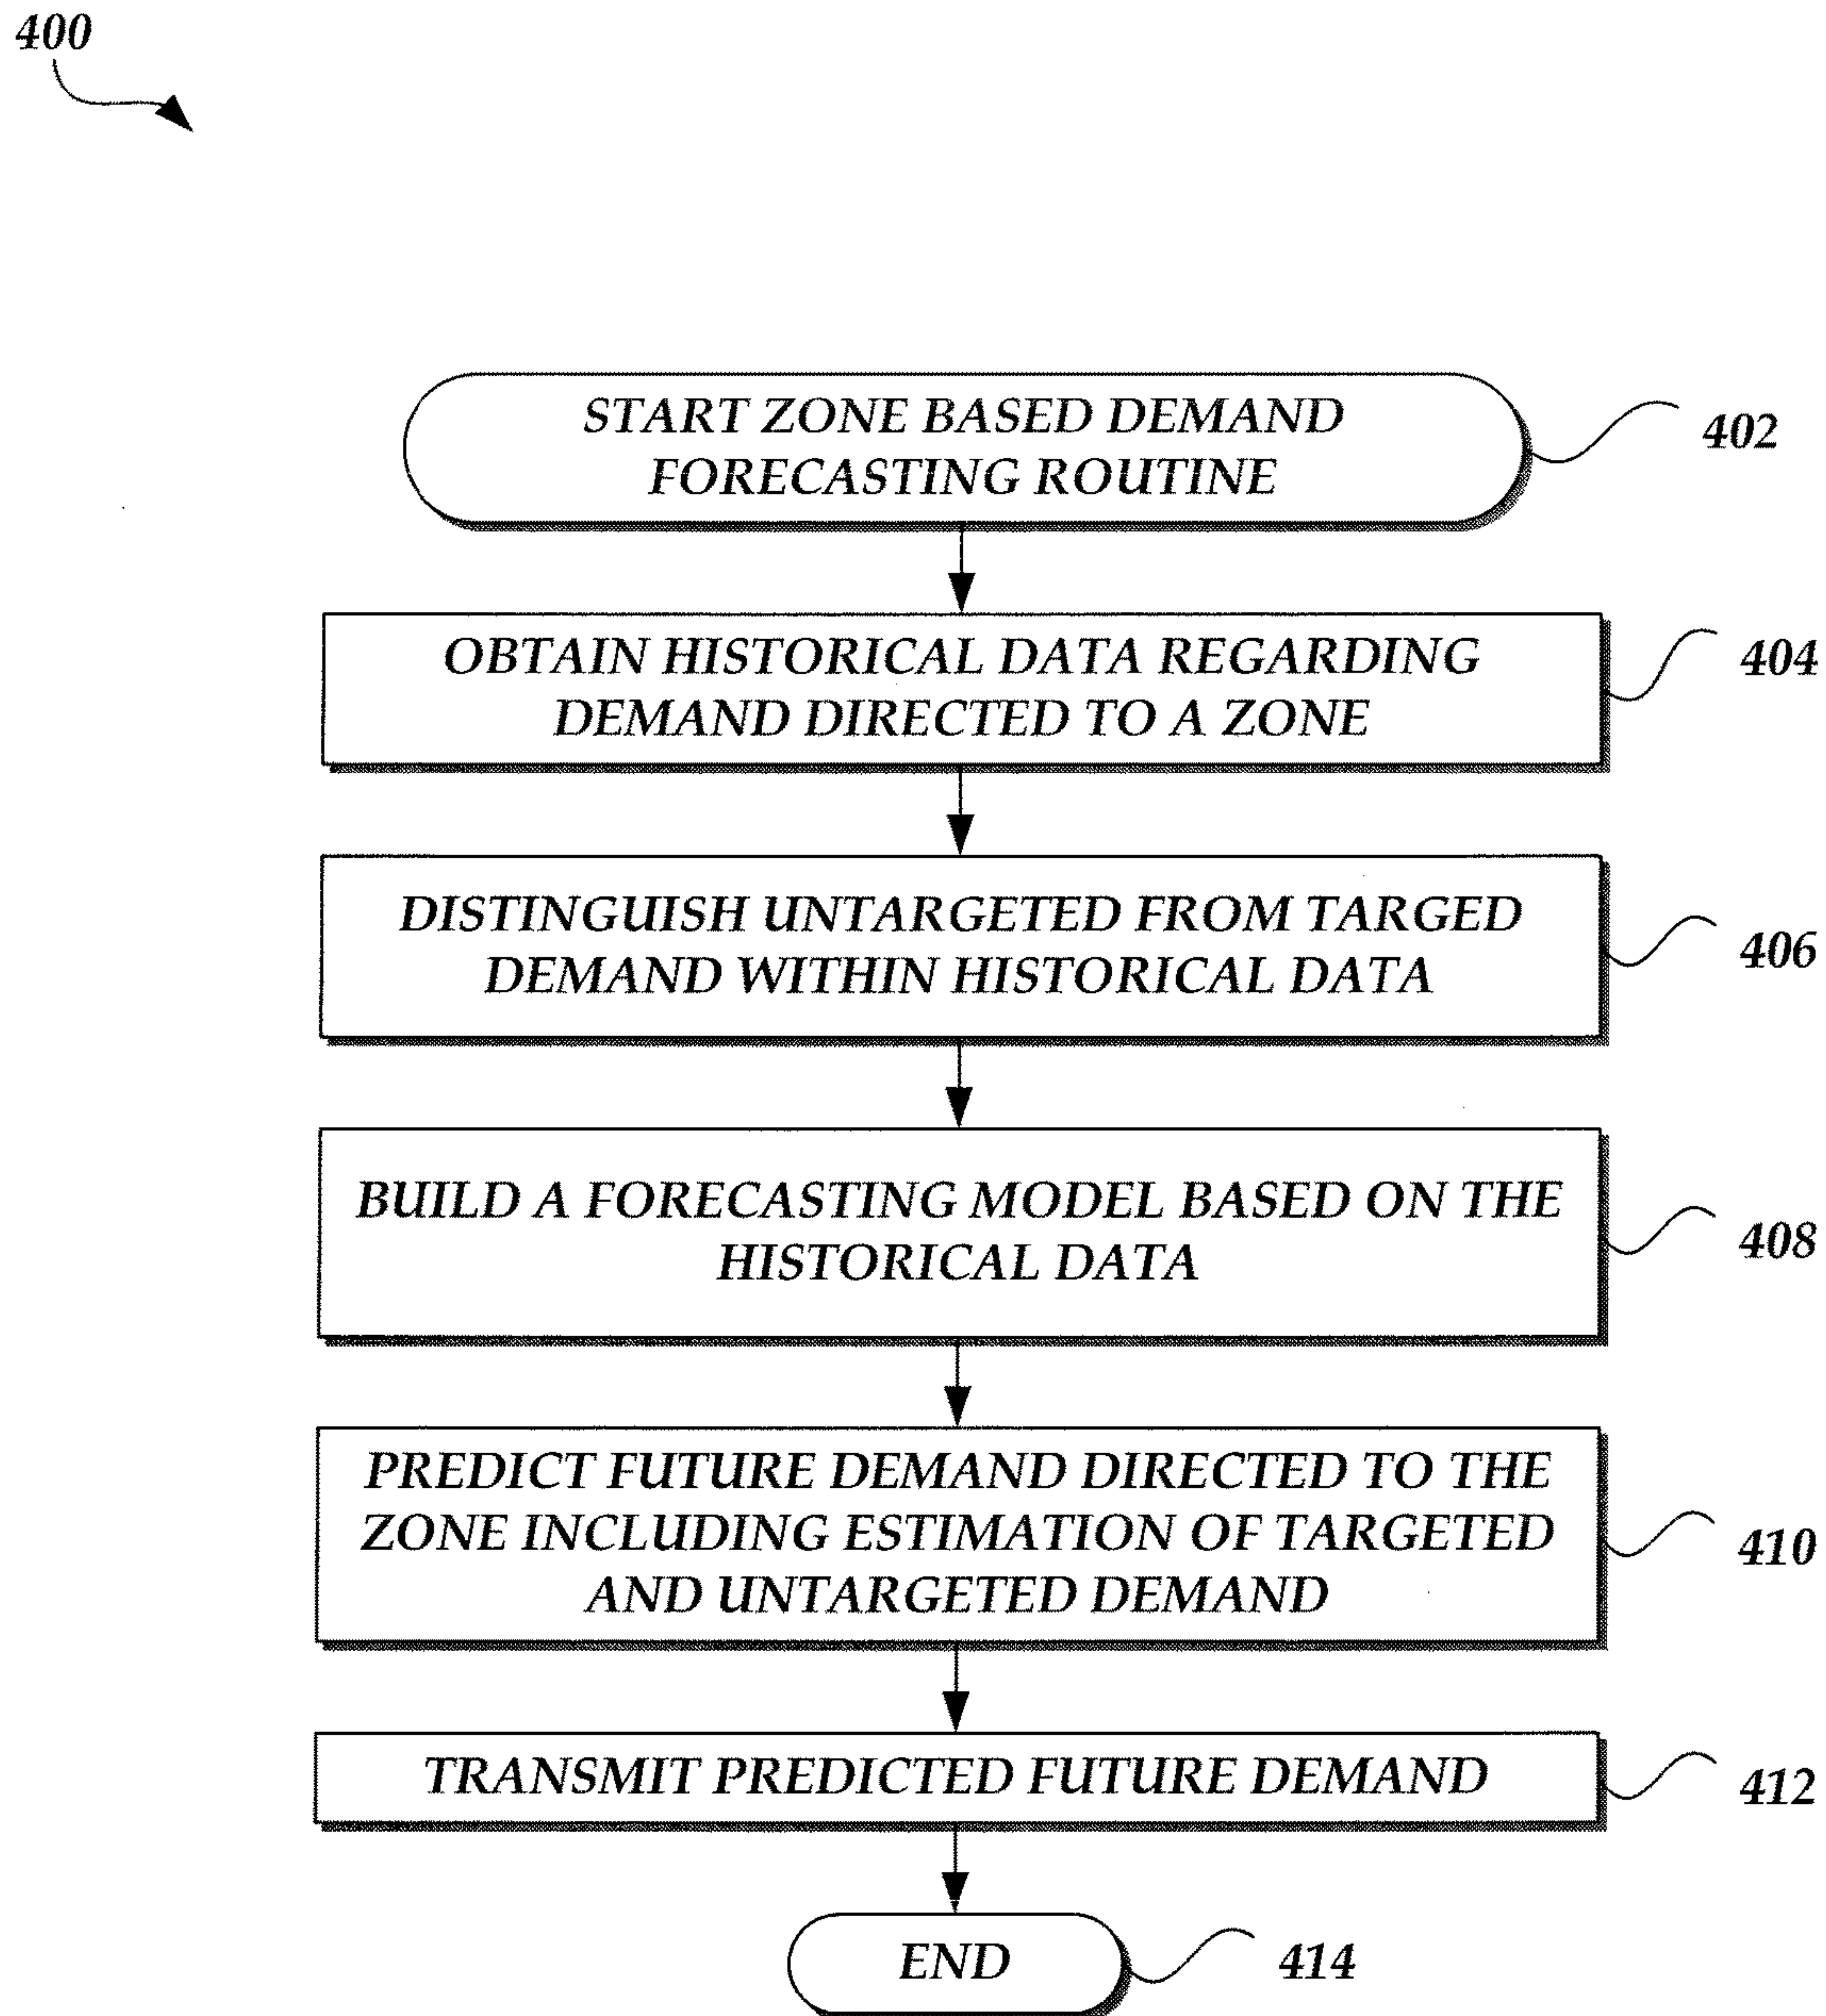 400
START ZONE BASED DEMAND
FORECASTING ROUTINE
402
OBTAIN HISTORICAL DATA REGARDING
DEMAND DIRECTED TO A ZONE
404
DISTINGUISH UNTARGETED FROM TARGED
DEMAND WITHIN HISTORICAL DATA
406
BUILD A FORECASTING MODEL BASED ON THE
HISTORICAL DATA
408
PREDICT FUTURE DEMAND DIRECTED TO THE
ZONE INCLUDING ESTIMATION OF TARGETED
AND UNTARGETED DEMAND
410
TRANSMIT PREDICTED FUTURE DEMAND
412
END
414